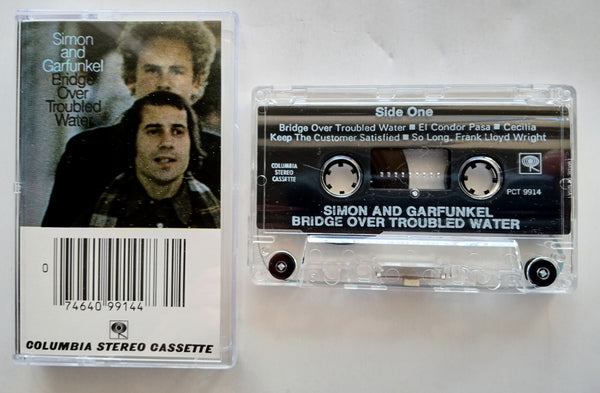 Simon
and
Garfunkel
Bridge
Over
Troubled
Water
0
74640 99144
COLUMBIA STEREO CASSETTE
Side One
Bridge Over Troubled Water ■ El Condor Pasa ■ Cecilia
Keep The Customer Satisfied ■ So Long, Frank Lloyd Wright
COLUMBIA
STEREO
CASSETTE
PCT 9914
SIMON AND GARFUNKEL
BRIDGE OVER TROUBLED WATER